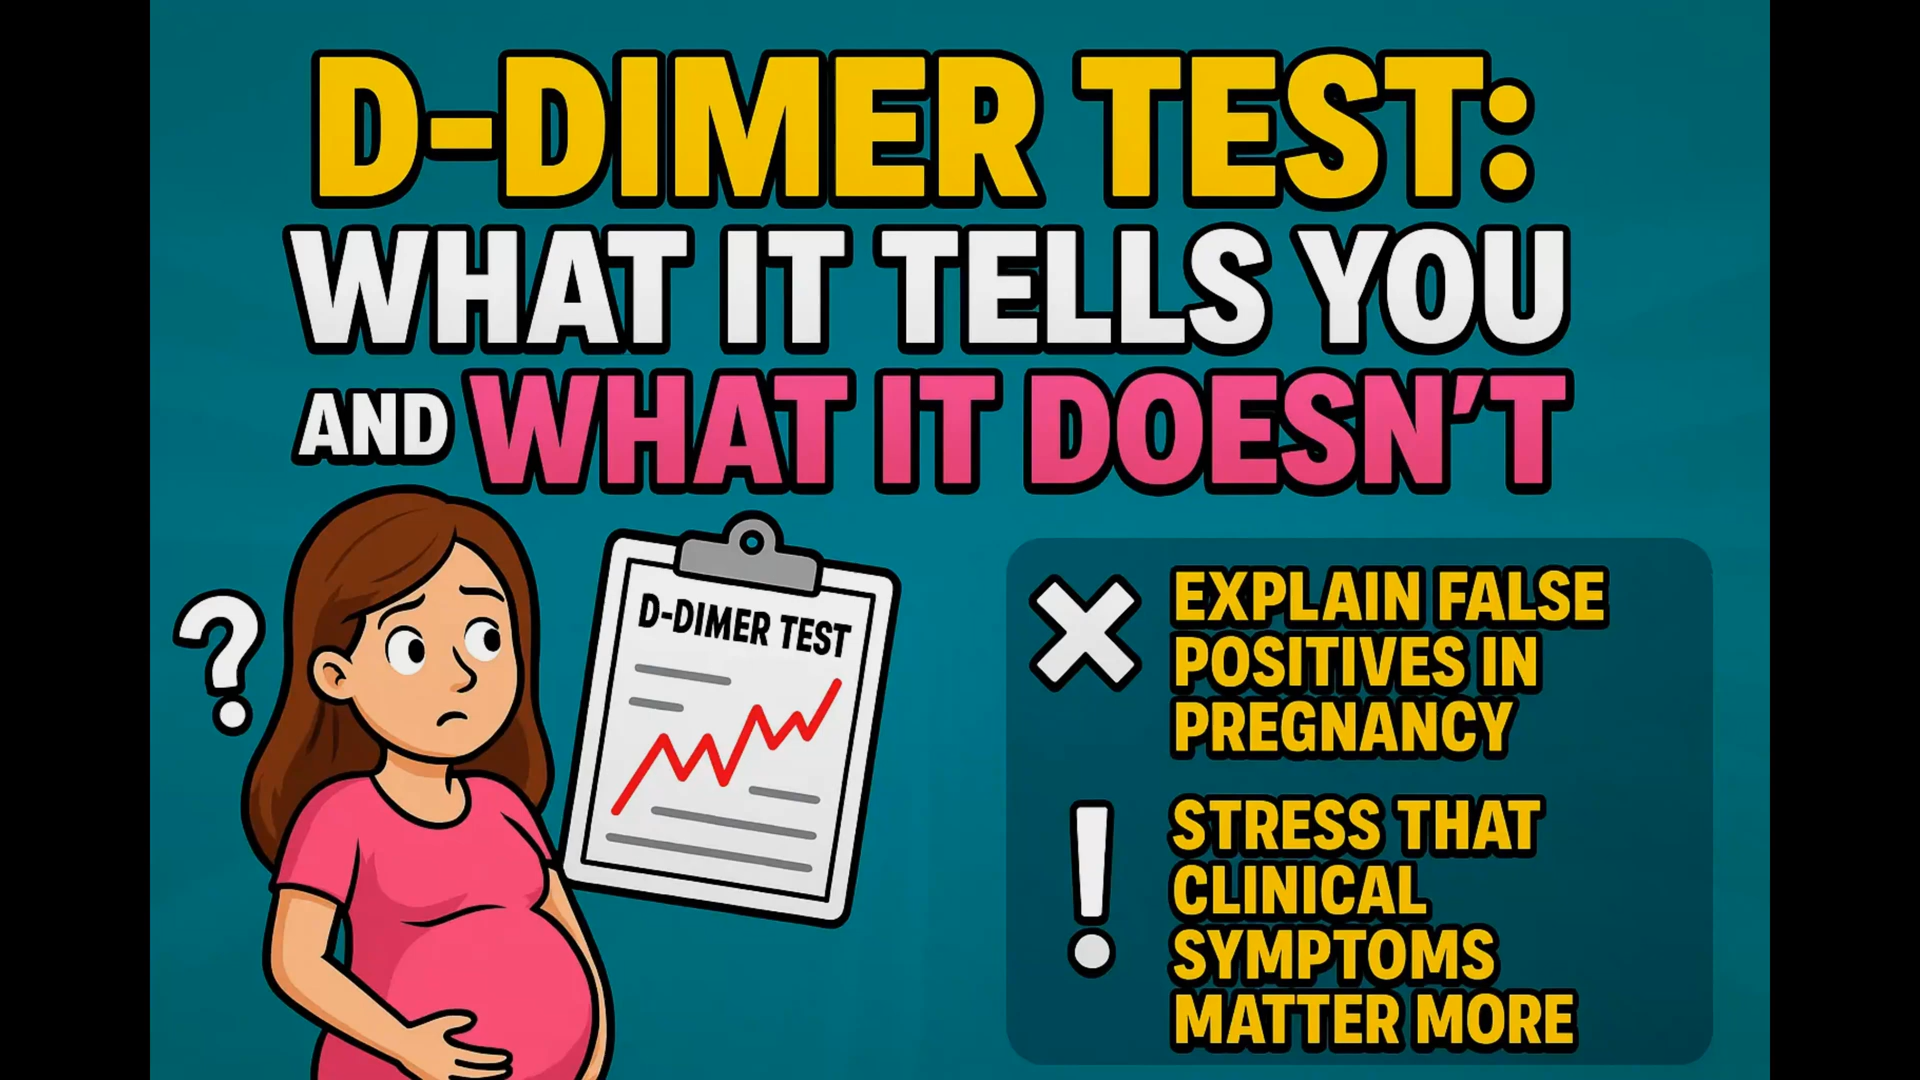 D-DIMER TEST:
WHAT IT TELLS YOU
AND WHAT IT DOESN'T
?
D-DIMER TEST
EXPLAIN FALSE
POSITIVES IN
PREGNANCY
!
STRESS THAT
CLINICAL
SYMPTOMS
MATTER MORE